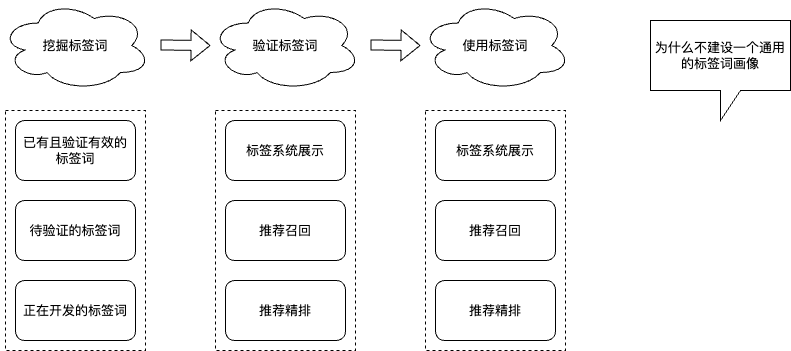 挖掘标签词
验证标签词
使用标签词
为什么不建设一个通用
的标签词画像
已有且验证有效的
标签词
待验证的标签词
正在开发的标签词
标签系统展示
推荐召回
推荐精排
标签系统展示
推荐召回
推荐精排